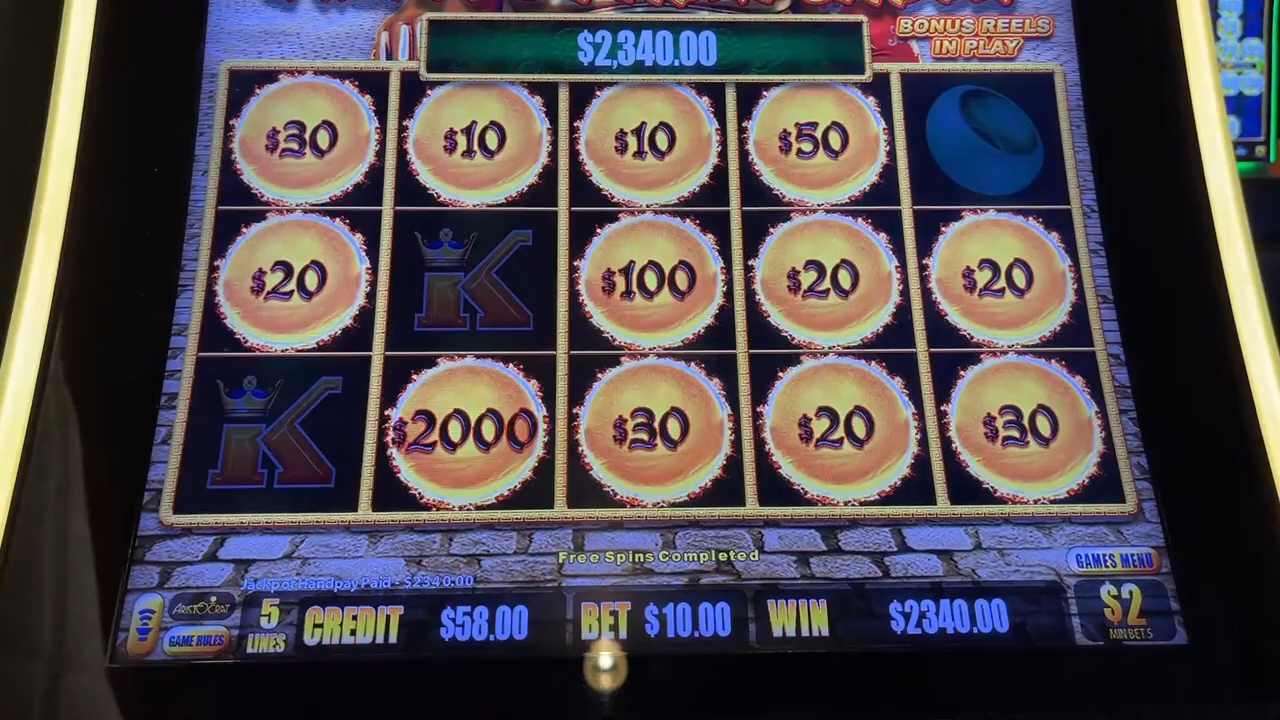 $2,340.00
BONUS REELS
IN PLAY
$30 $10 $10 $50
$20 K $100 $20 $20
K $2000 $30 $20 $30
Free Spins Completed
GAMES MENU
Jackpot Handpay Paid - $2340.00
ARISTOCRAT
GAME RULES
5
LINES
CREDIT $58.00 BET $10.00 WIN $2340.00
$2
MIN BET 5